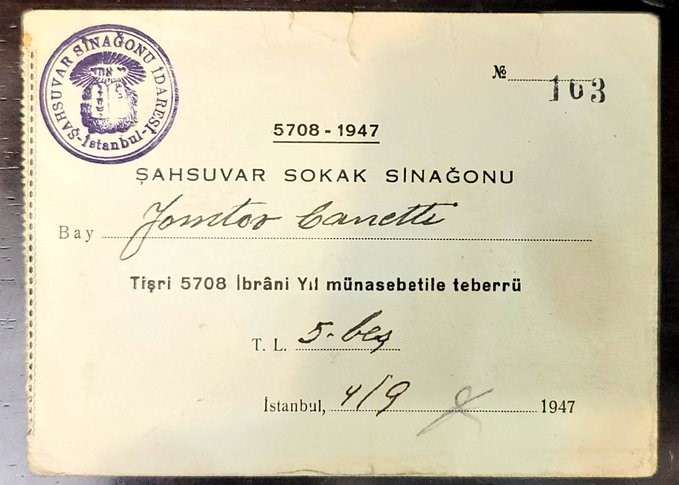 ŞAHSUVAR SİNAĞONU İDARESİ
-İstanbul-
№ 103
5708 - 1947
ŞAHSUVAR SOKAK SİNAĞONU
Bay Jomtov Canetti
Tişri 5708 İbrâni Yıl münasebetile teberrü
T. L. 5- beş
İstanbul, 4/9 1947